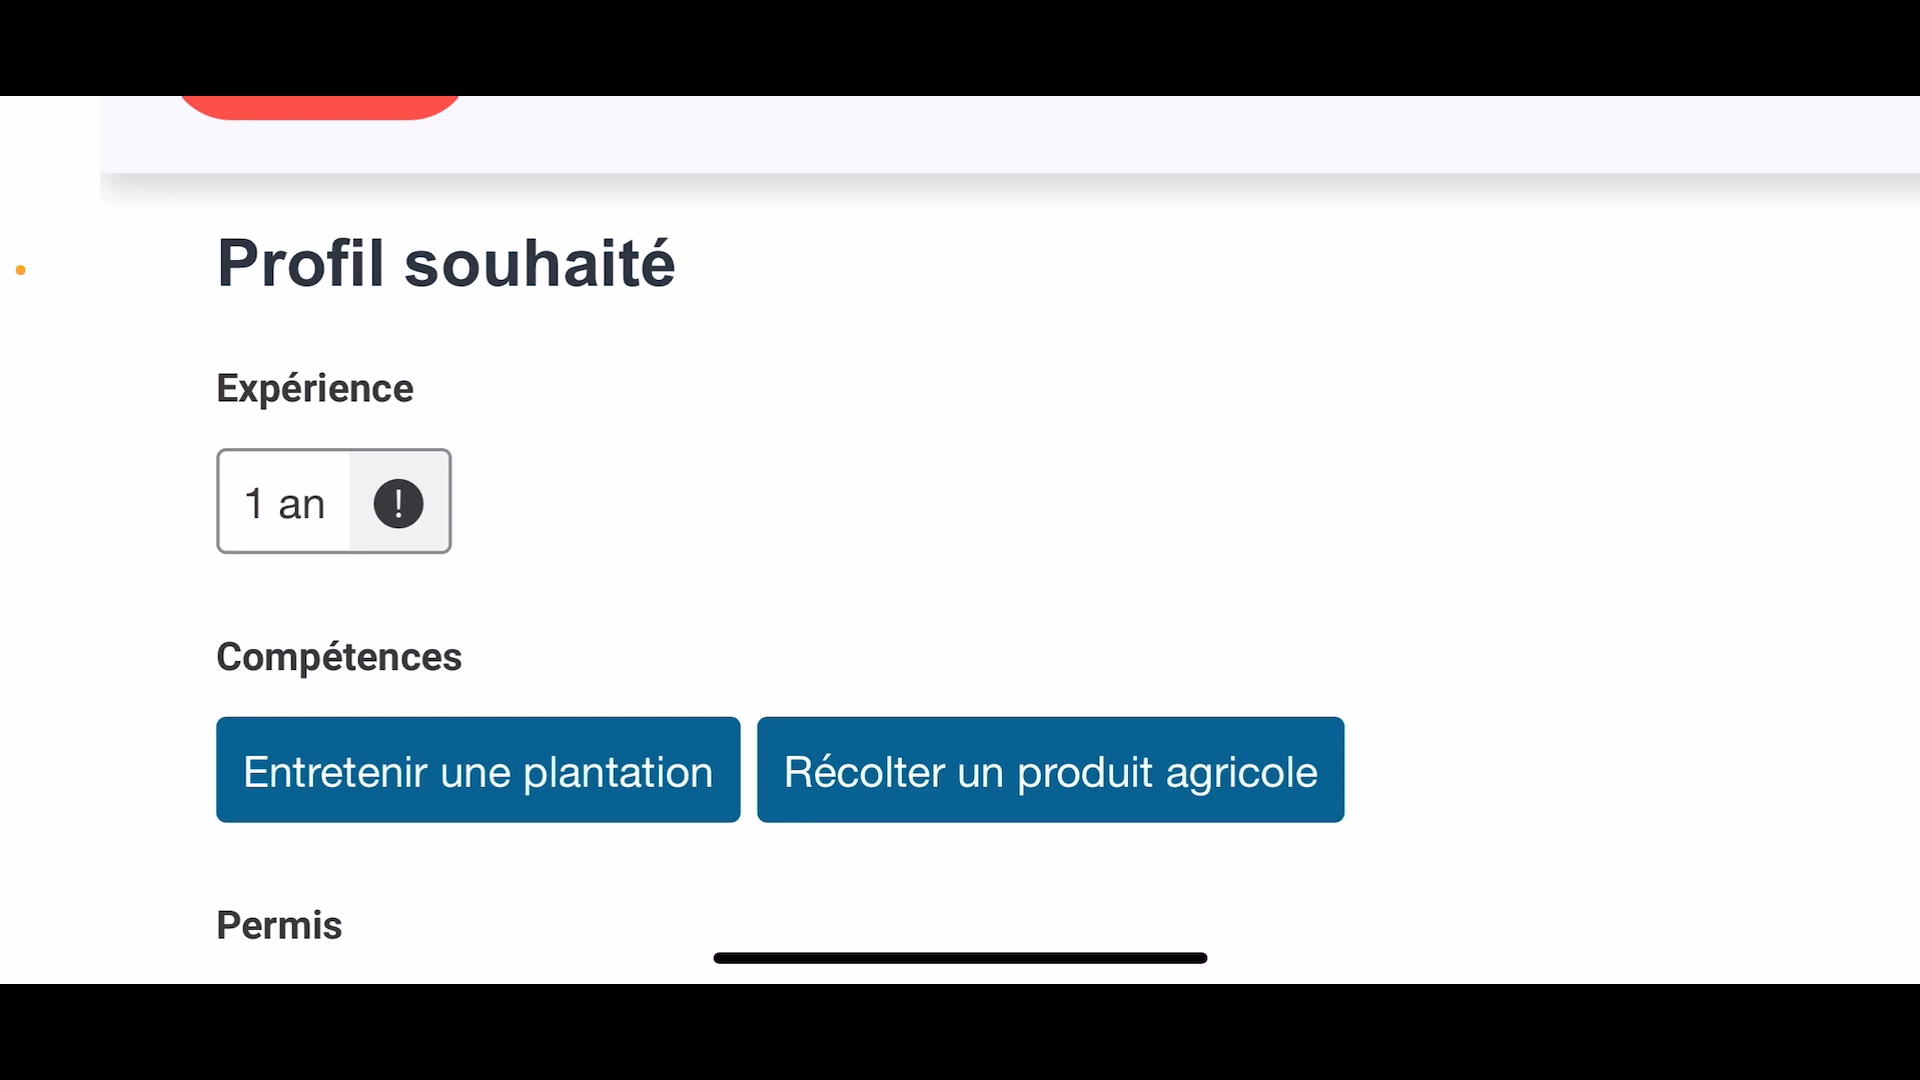 Profil souhaité
Expérience
1 an !
Compétences
Entretenir une plantation Récolter un produit agricole
Permis